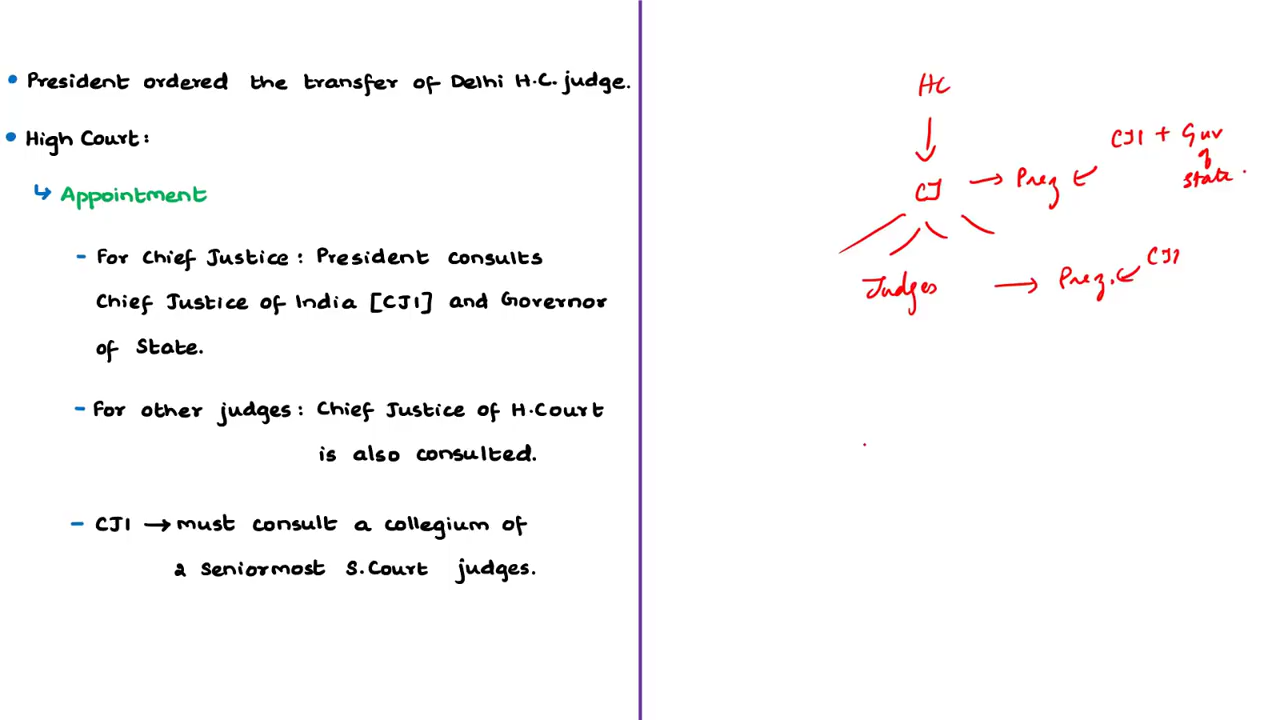 • President ordered the transfer of Delhi H.C. judge.
• High Court:
↳ Appointment
- For Chief Justice: President consults
Chief Justice of India [CJI] and Governor
of State.
- For other judges: Chief Justice of H.Court
is also consulted.
- CJI → must consult a collegium of
2 seniormost S.Court judges.
HC
CJ → Prez ← CJI + Guv
of
State.
Judges → Prez. ← CJI